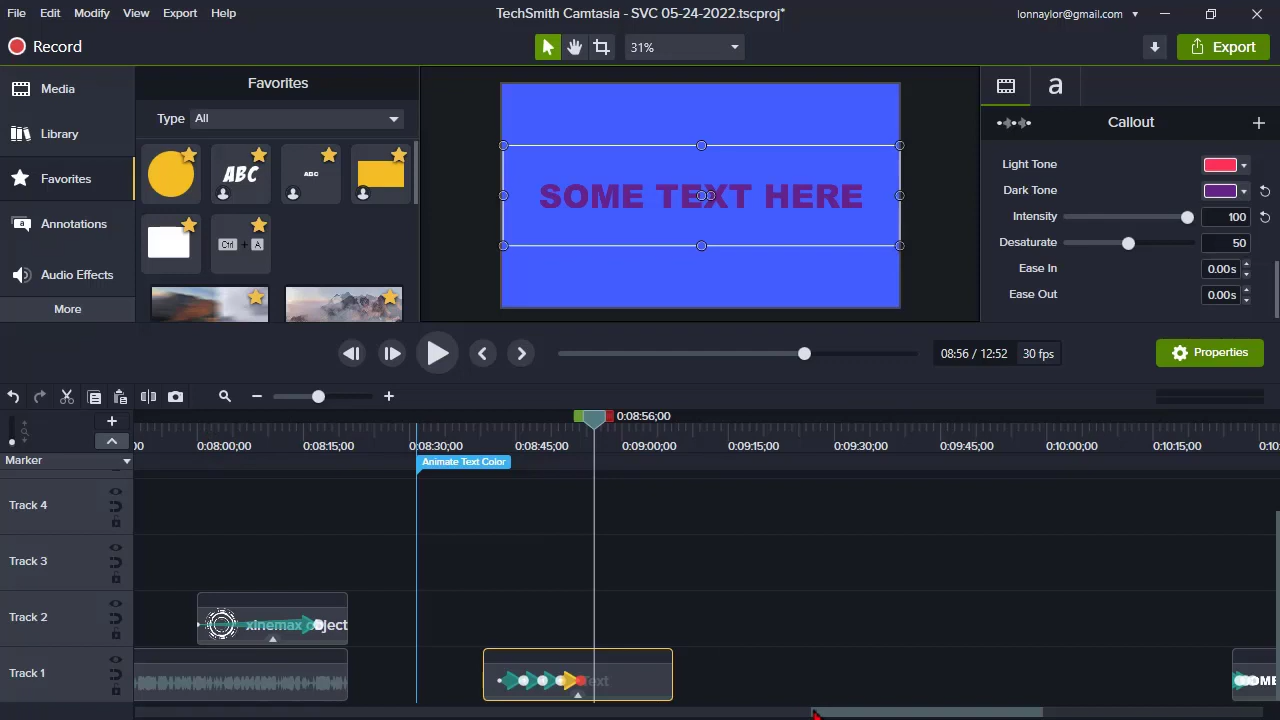 File Edit Modify View Export Help
TechSmith Camtasia - SVC 05-24-2022.tscproj*
lonnaylor@gmail.com
Record
31%
Export
Media
Library
Favorites
Annotations
Audio Effects
More
Favorites
Type All
ABC
ABC
Ctrl + A
SOME TEXT HERE
a
Callout
Light Tone
Dark Tone
Intensity 100
Desaturate 50
Ease In 0.00s
Ease Out 0.00s
08:56 / 12:52 30 fps
Properties
0:08:56;00
0:08:00;00 0:08:15;00 0:08:30;00 0:08:45;00 0:09:00;00 0:09:15;00 0:09:30;00 0:09:45;00 0:10:00;00 0:10:15;00
Marker
Animate Text Color
Track 4
Track 3
Track 2
xinemax object
Track 1
Text
SOME